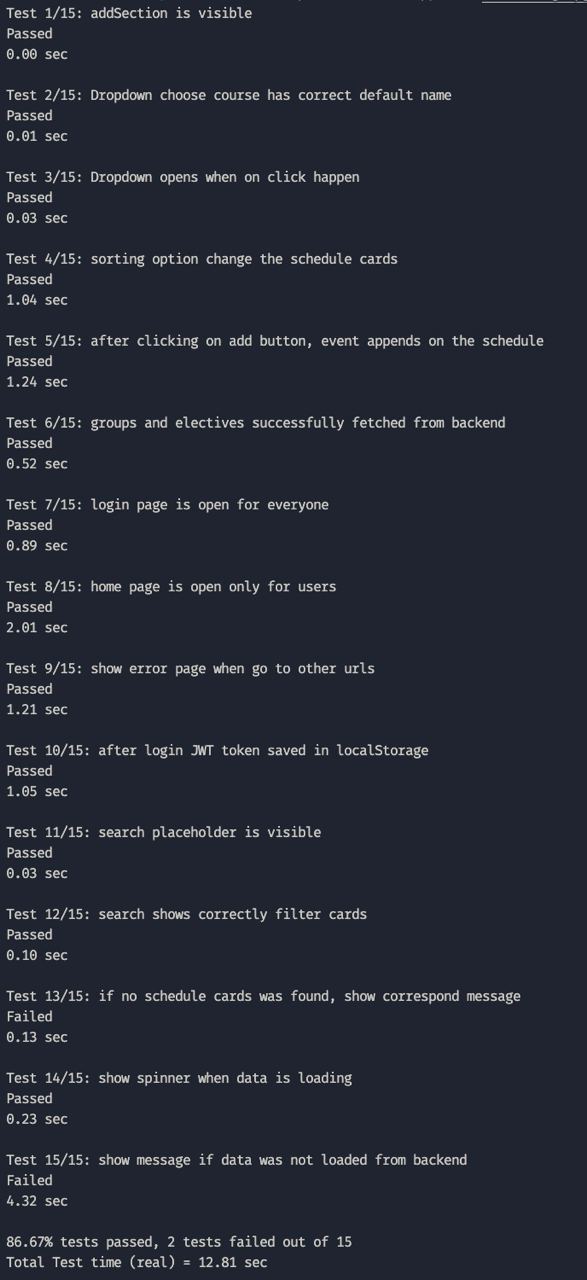 Test 1/15: addSection is visible
Passed
0.00 sec
Test 2/15: Dropdown choose course has correct default name
Passed
0.01 sec
Test 3/15: Dropdown opens when on click happen
Passed
0.03 sec
Test 4/15: sorting option change the schedule cards
Passed
1.04 sec
Test 5/15: after clicking on add button, event appends on the schedule
Passed
1.24 sec
Test 6/15: groups and electives successfully fetched from backend
Passed
0.52 sec
Test 7/15: login page is open for everyone
Passed
0.89 sec
Test 8/15: home page is open only for users
Passed
2.01 sec
Test 9/15: show error page when go to other urls
Passed
1.21 sec
Test 10/15: after login JWT token saved in localStorage
Passed
1.05 sec
Test 11/15: search placeholder is visible
Passed
0.03 sec
Test 12/15: search shows correctly filter cards
Passed
0.10 sec
Test 13/15: if no schedule cards was found, show correspond message
Failed
0.13 sec
Test 14/15: show spinner when data is loading
Passed
0.23 sec
Test 15/15: show message if data was not loaded from backend
Failed
4.32 sec
86.67% tests passed, 2 tests failed out of 15
Total Test time (real) = 12.81 sec